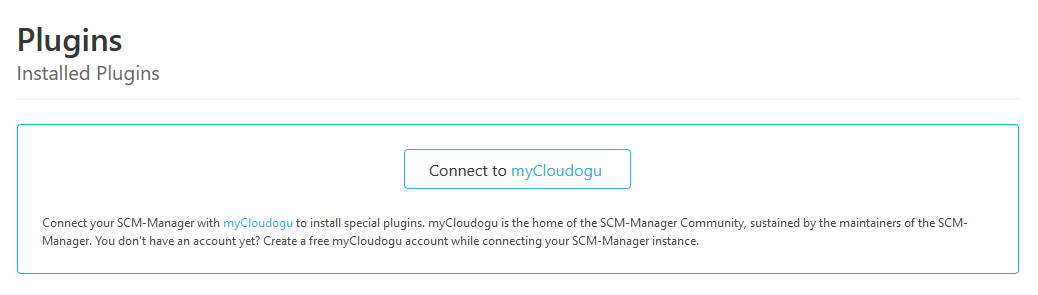 Plugins
Installed Plugins
Connect to myCloudogu
Connect your SCM-Manager with myCloudogu to install special plugins. myCloudogu is the home of the SCM-Manager Community, sustained by the maintainers of the SCM-
Manager. You don't have an account yet? Create a free myCloudogu account while connecting your SCM-Manager instance.